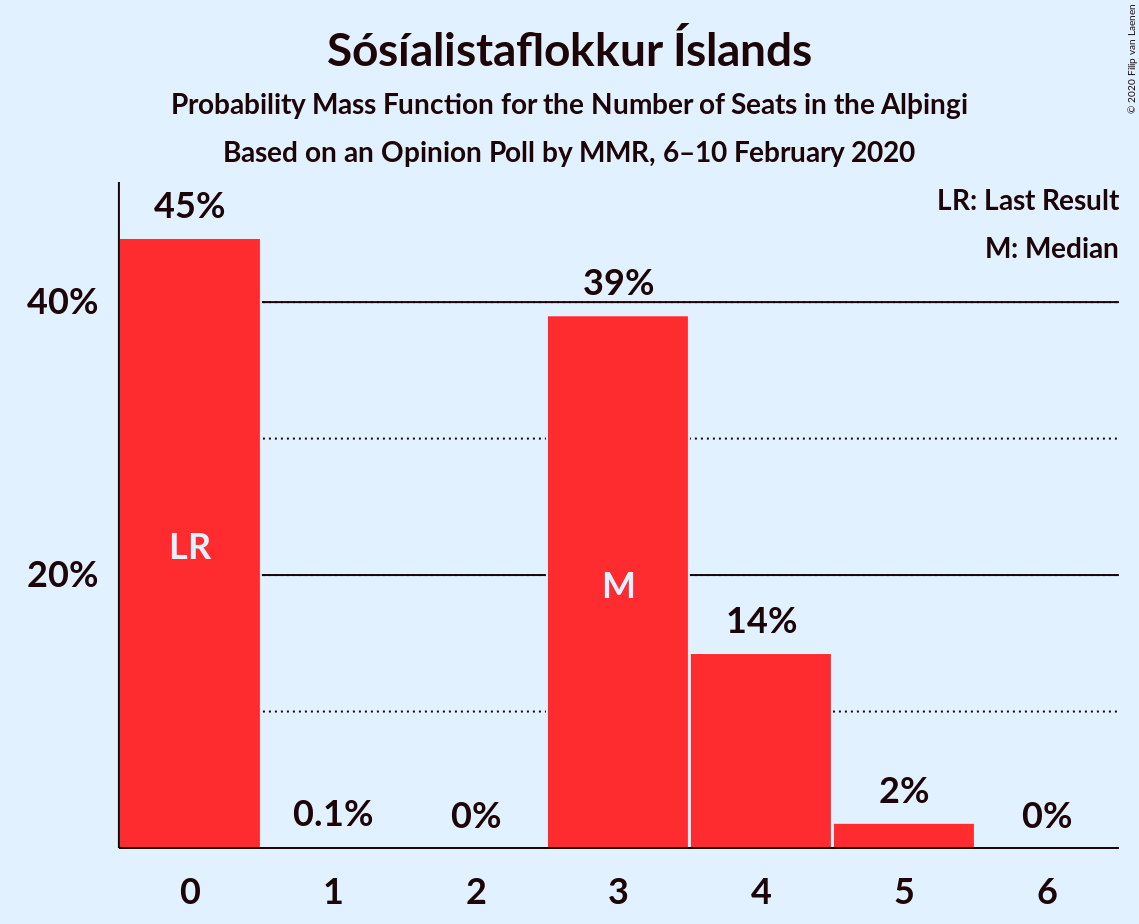 Sósíalistaflokkur Íslands
Probability Mass Function for the Number of Seats in the Alþingi
Based on an Opinion Poll by MMR, 6–10 February 2020
© 2020 Filip van Laenen
LR: Last Result
M: Median
45%
39%
40%
LR
M
20%
14%
2%
0.1%
0%
0%
0 1 2 3 4 5 6